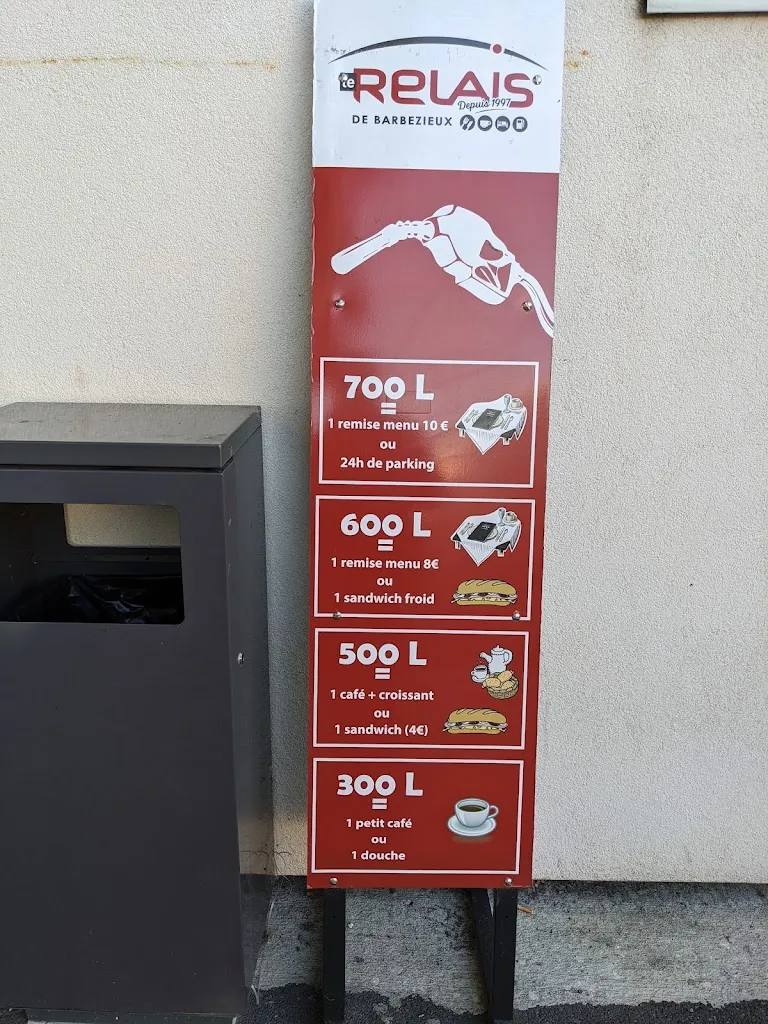 le RELAIS
Depuis 1997
DE BARBEZIEUX
700 L
=
1 remise menu 10 €
ou
24h de parking
600 L
=
1 remise menu 8€
ou
1 sandwich froid
500 L
=
1 café + croissant
ou
1 sandwich (4€)
300 L
=
1 petit café
ou
1 douche